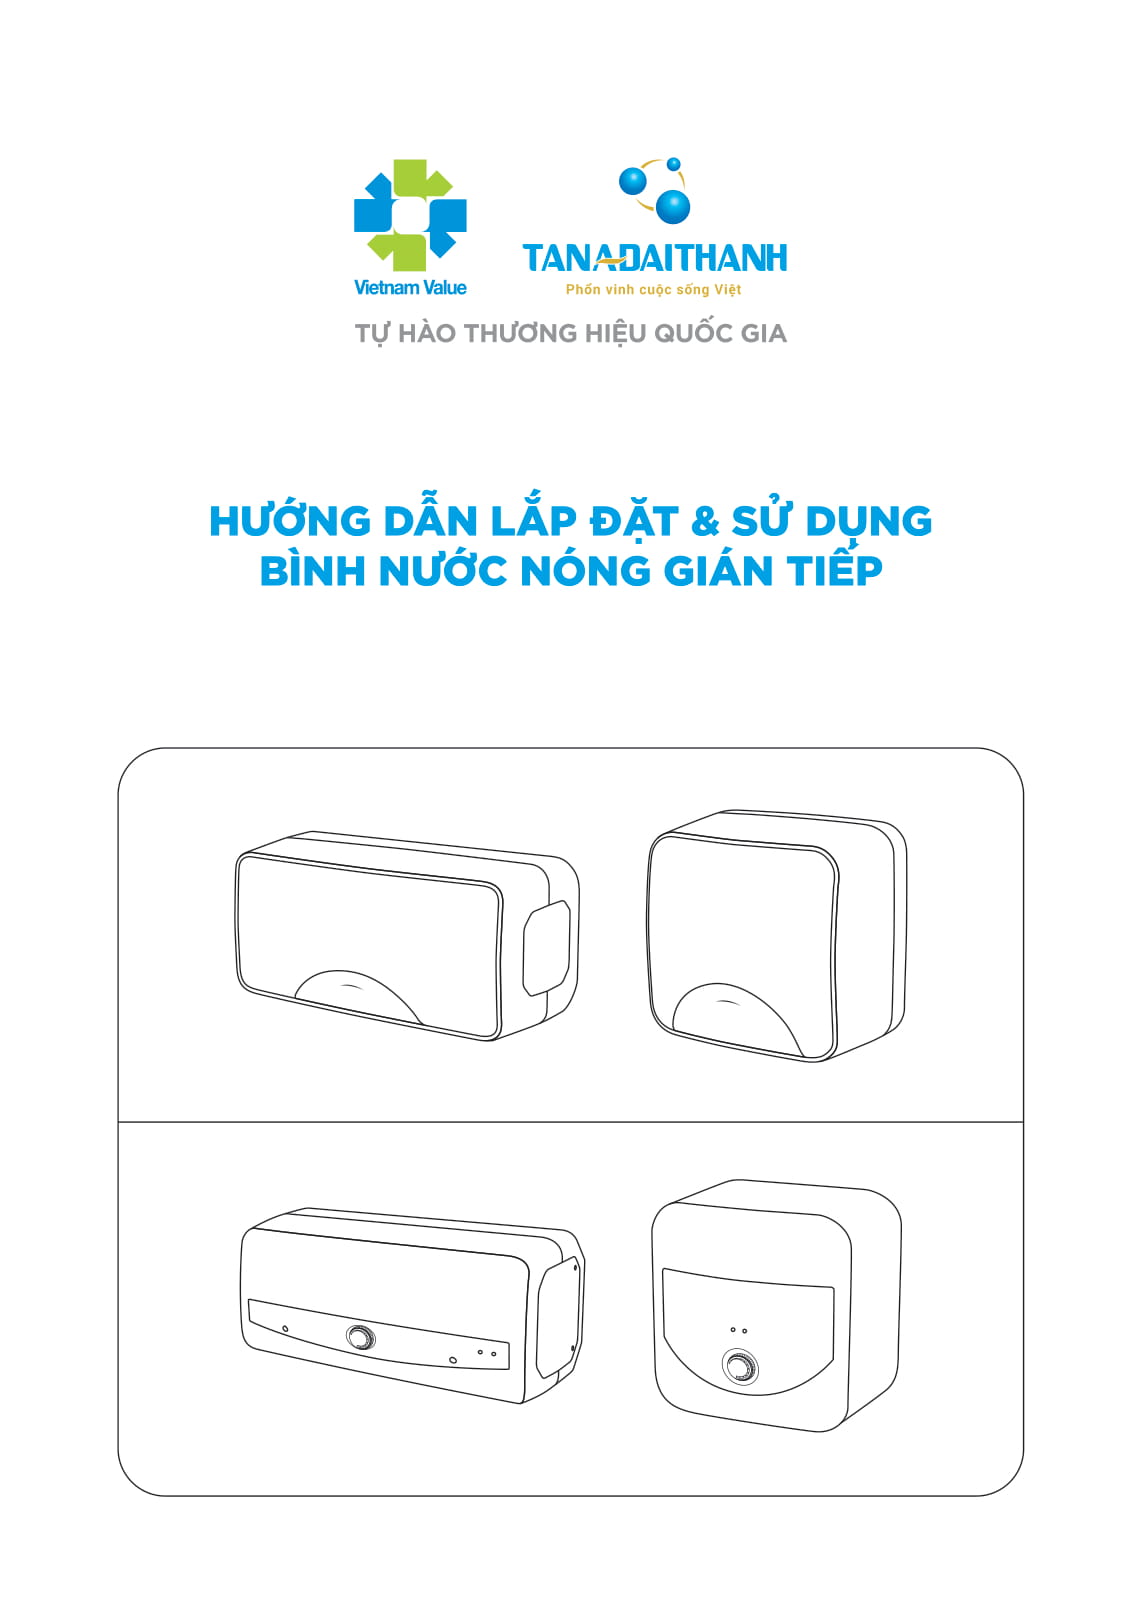 Vietnam Value
TANADAITHANH
Phồn vinh cuộc sống Việt
TỰ HÀO THƯƠNG HIỆU QUỐC GIA
HƯỚNG DẪN LẮP ĐẶT & SỬ DỤNG
BÌNH NƯỚC NÓNG GIÁN TIẾP